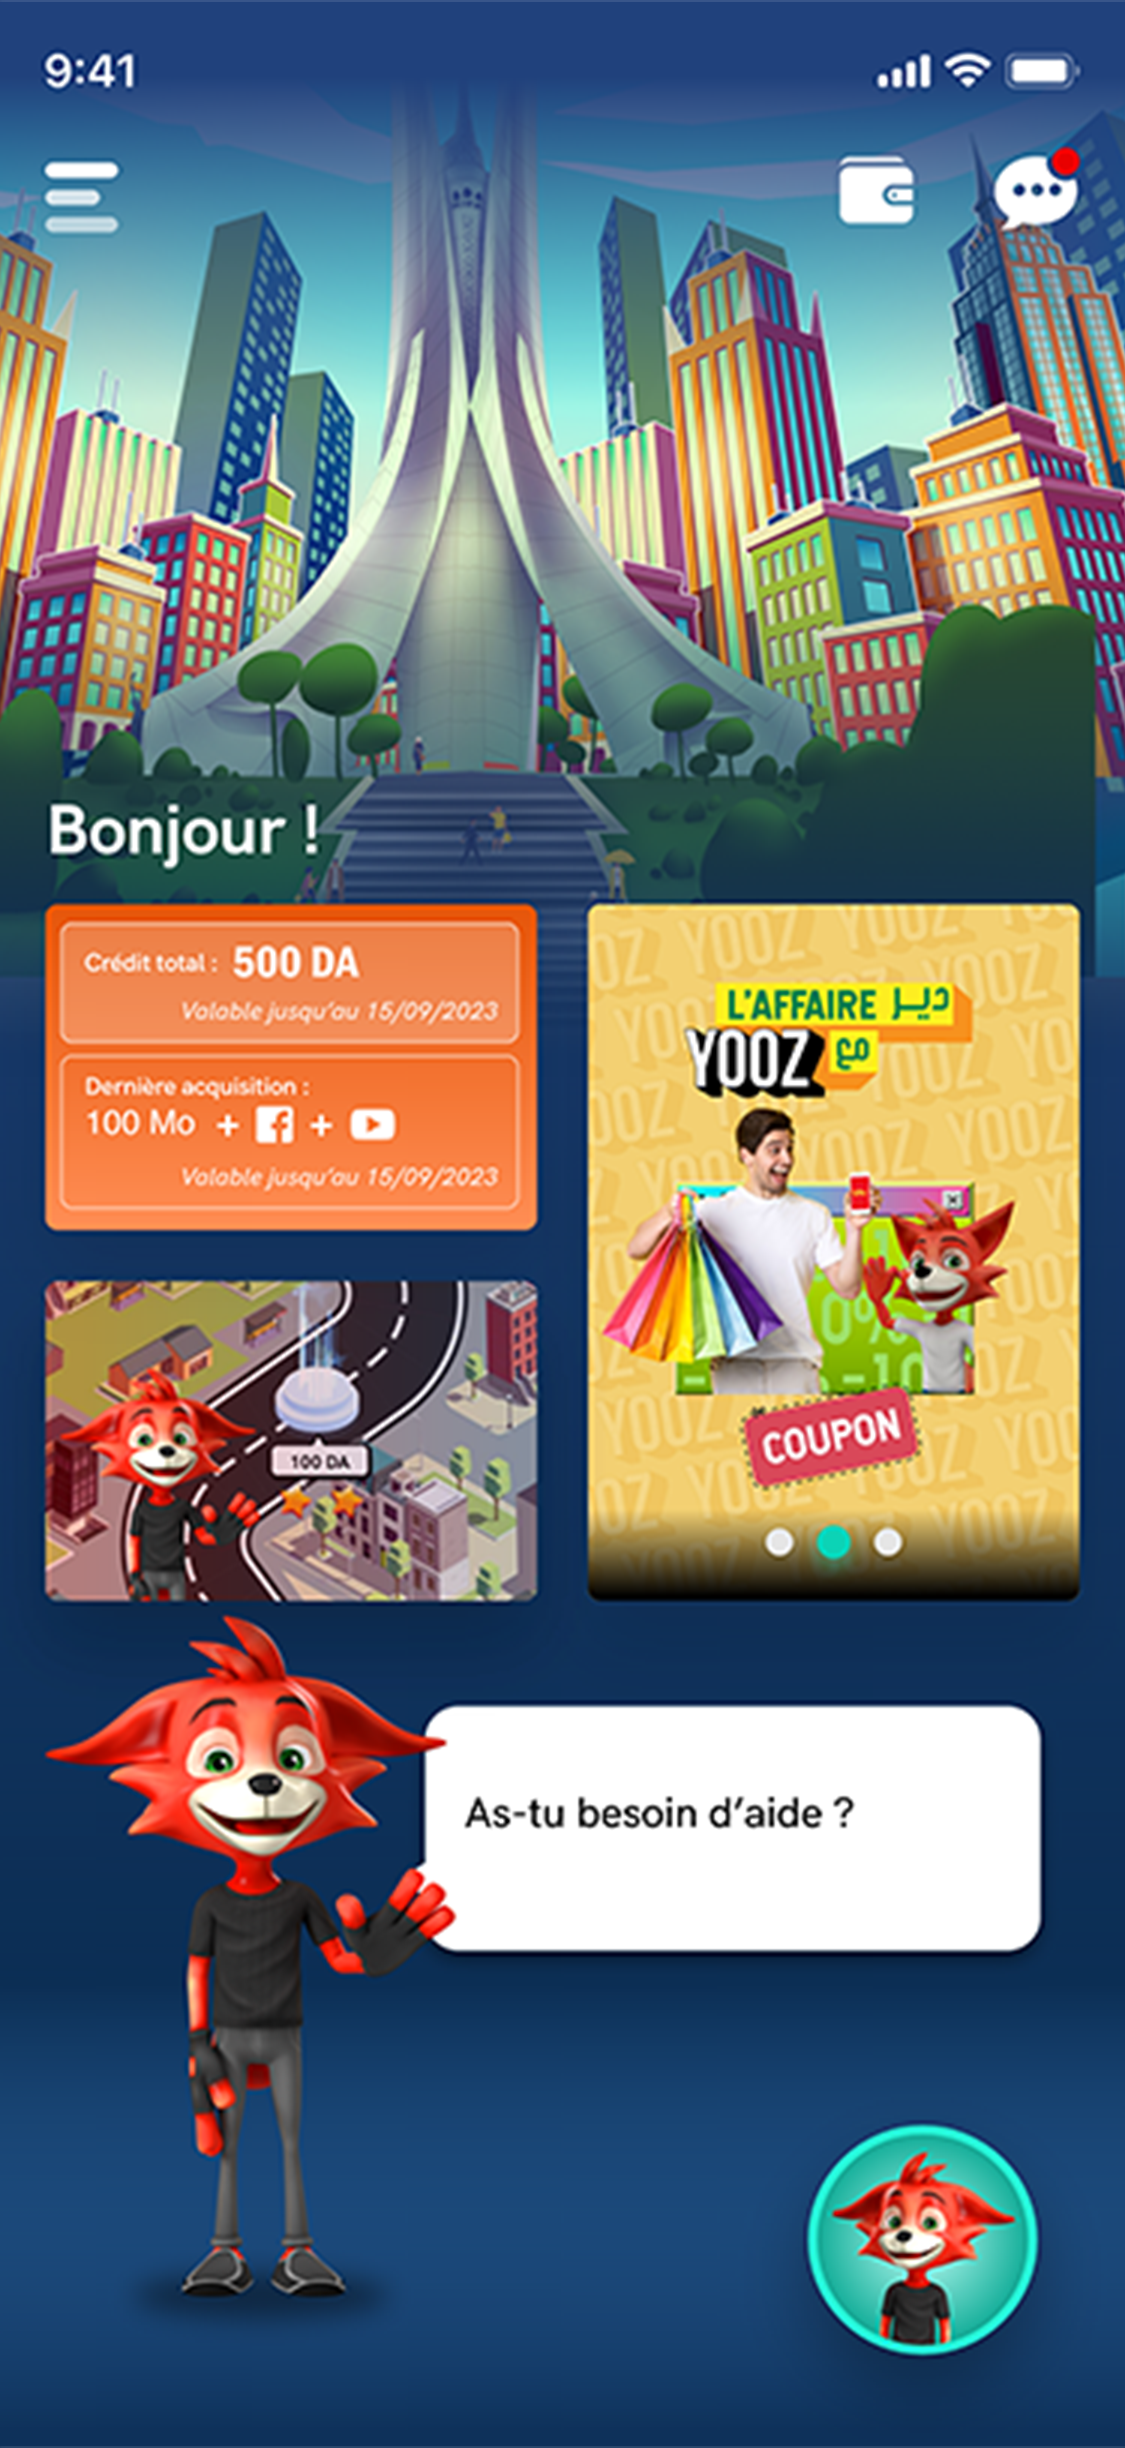 9:41
Bonjour !
Crédit total : 500 DA
Valable jusqu'au 15/09/2023
Dernière acquisition :
100 Mo + +
Valable jusqu'au 15/09/2023
L'AFFAIRE دير
YOOZ مع
COUPON
100 DA
As-tu besoin d'aide ?